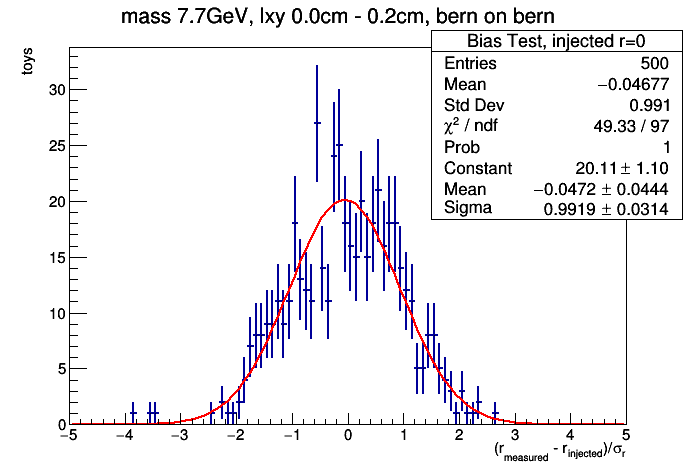 mass 7.7GeV, lxy 0.0cm - 0.2cm, bern on bern
Bias Test, injected r=0
Entries 500
Mean −0.04677
Std Dev 0.991
χ² / ndf 49.33 / 97
Prob 1
Constant 20.11 ± 1.10
Mean −0.0472 ± 0.0444
Sigma 0.9919 ± 0.0314
toys
30
25
20
15
10
5
0
−5 −4 −3 −2 −1 0 1 2 3 4 5
(r_measured - r_injected)/σ_r